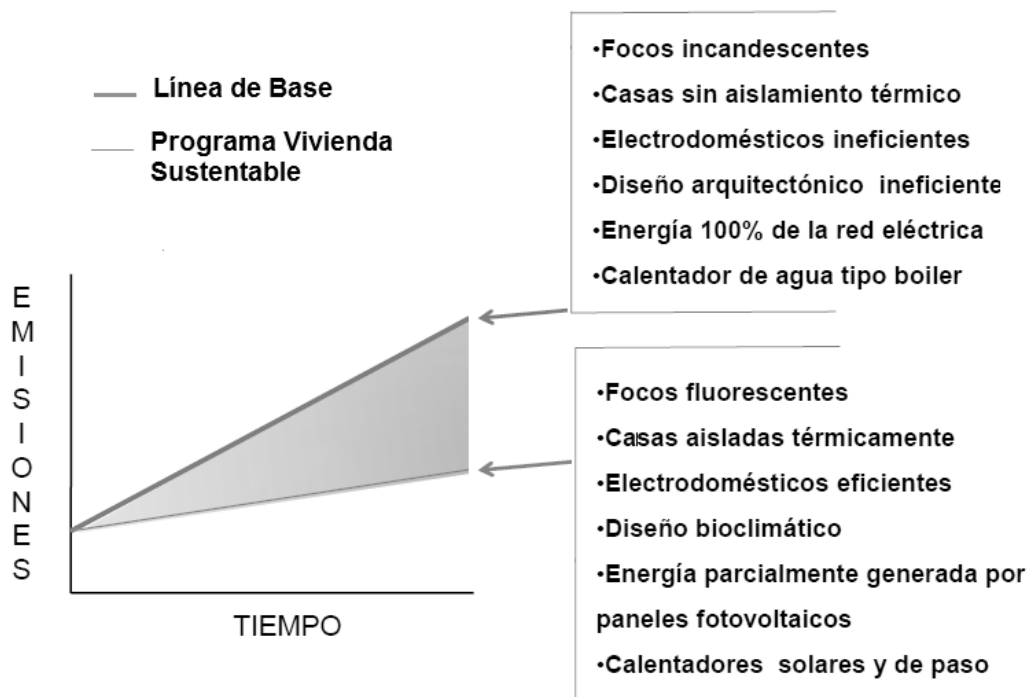 Línea de Base
Programa Vivienda
Sustentable
•Focos incandescentes
•Casas sin aislamiento térmico
•Electrodomésticos ineficientes
•Diseño arquitectónico ineficiente
•Energía 100% de la red eléctrica
•Calentador de agua tipo boiler
EMISIONES
TIEMPO
•Focos fluorescentes
•Casas aisladas térmicamente
•Electrodomésticos eficientes
•Diseño bioclimático
•Energía parcialmente generada por
paneles fotovoltaicos
•Calentadores solares y de paso